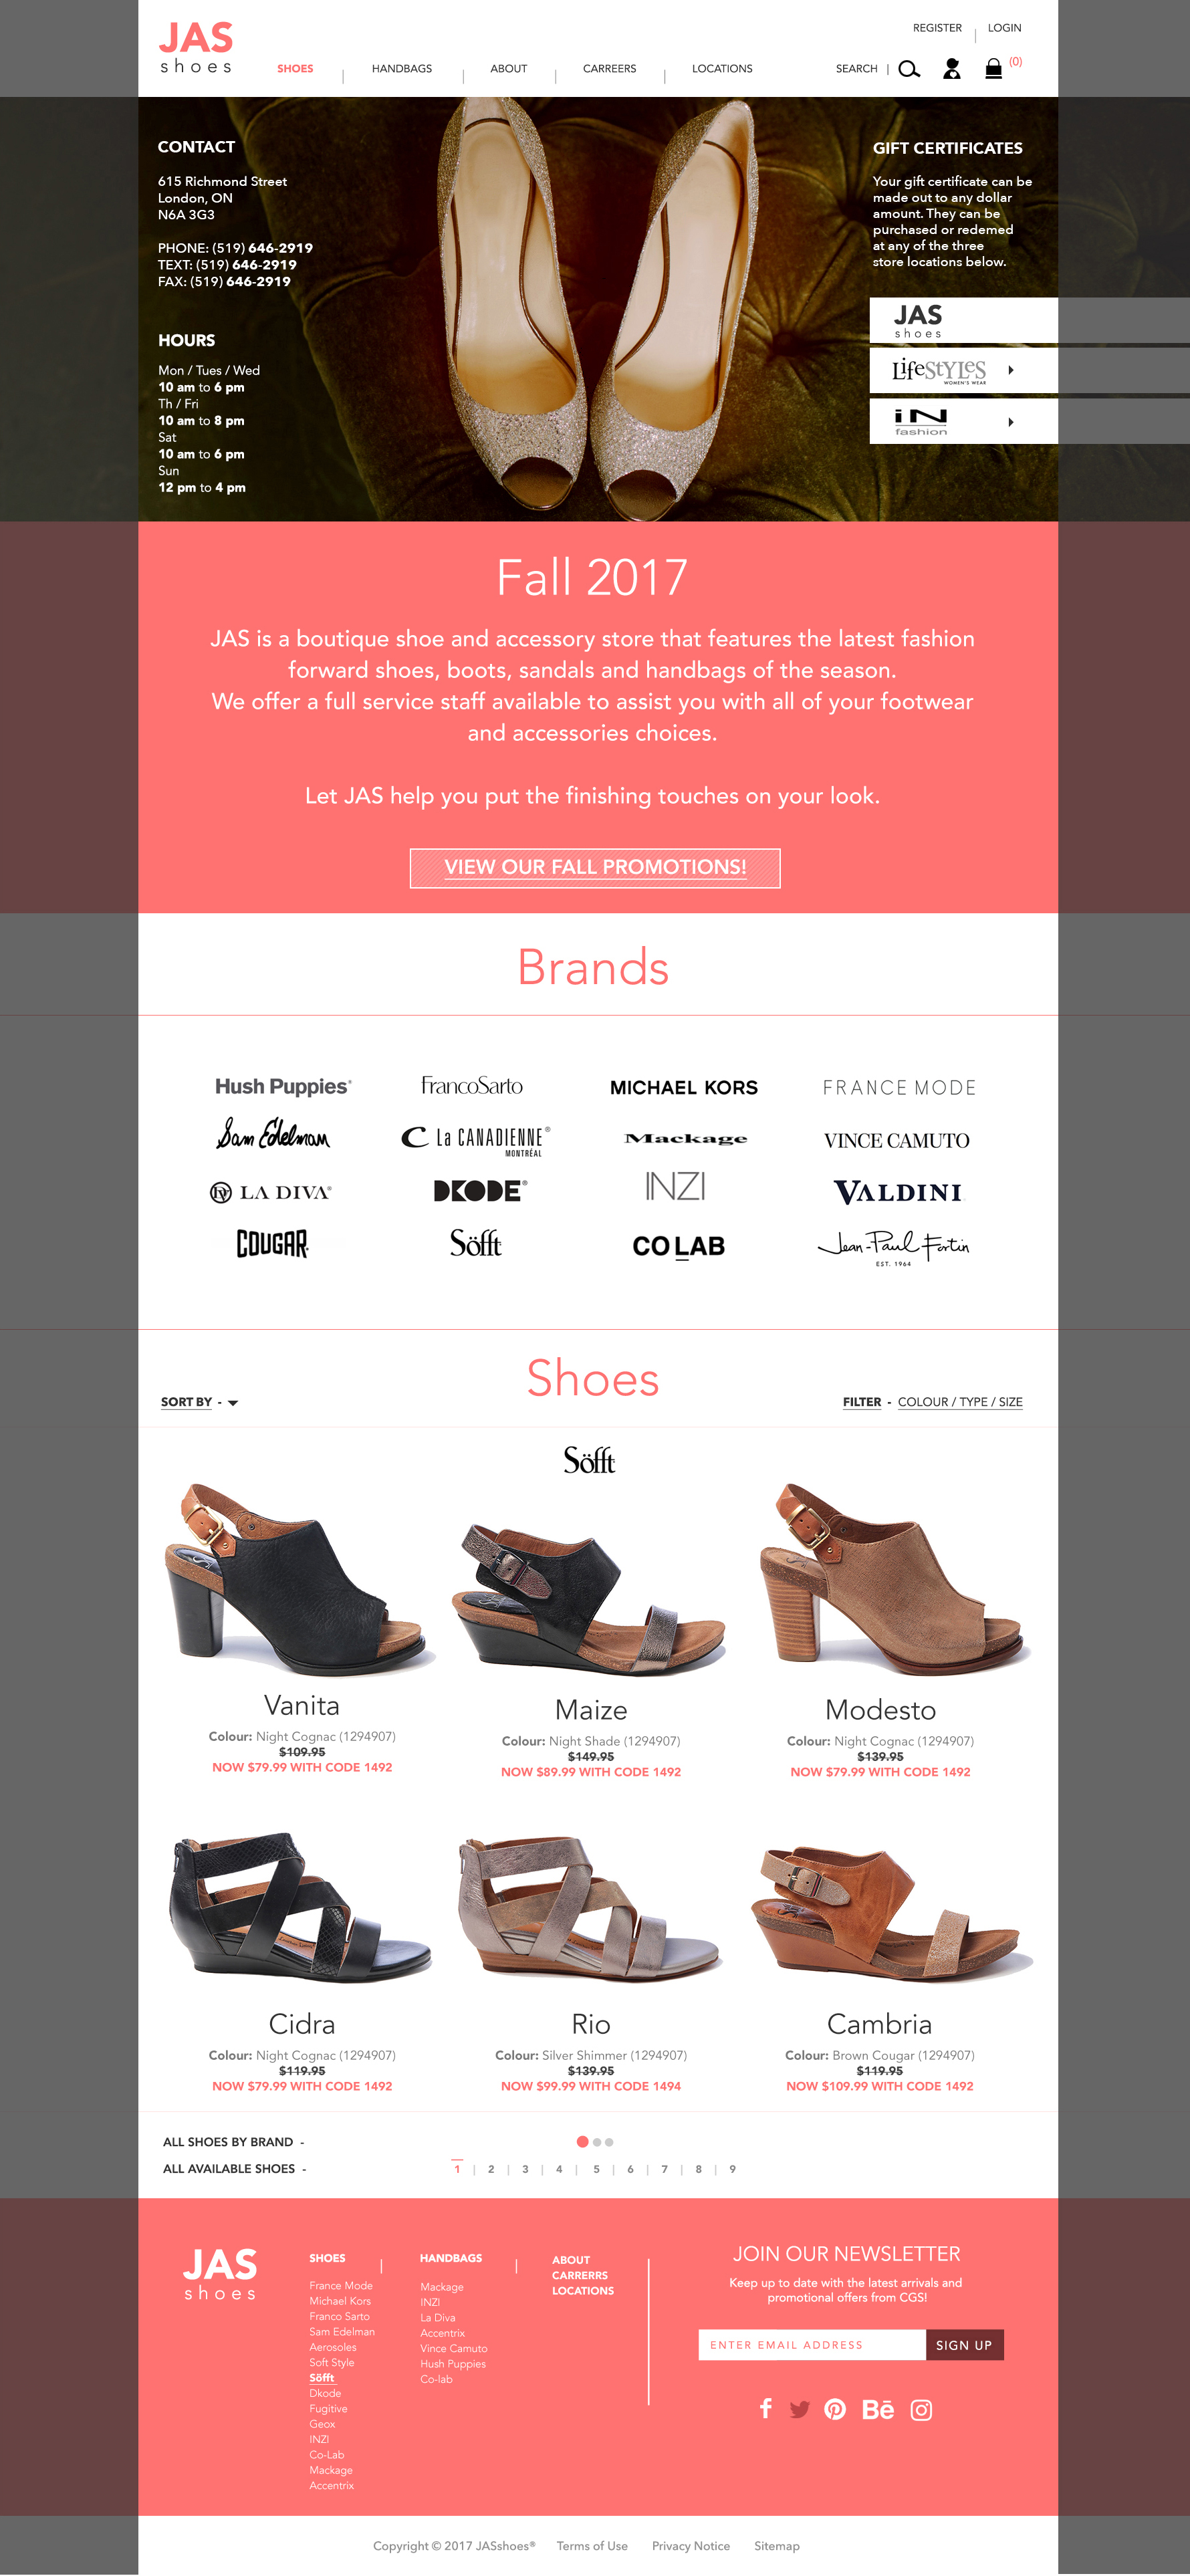 JAS
shoes
REGISTER | LOGIN
SHOES | HANDBAGS | ABOUT | CARREERS | LOCATIONS
SEARCH | (0)
CONTACT
615 Richmond Street
London, ON
N6A 3G3
PHONE: (519) 646-2919
TEXT: (519) 646-2919
FAX: (519) 646-2919
HOURS
Mon / Tues / Wed
10 am to 6 pm
Th / Fri
10 am to 8 pm
Sat
10 am to 6 pm
Sun
12 pm to 4 pm
GIFT CERTIFICATES
Your gift certificate can be
made out to any dollar
amount. They can be
purchased or redeemed
at any of the three
store locations below.
JAS
shoes
LifeSTYLES
WOMEN'S WEAR
iN
fashion
Fall 2017
JAS is a boutique shoe and accessory store that features the latest fashion
forward shoes, boots, sandals and handbags of the season.
We offer a full service staff available to assist you with all of your footwear
and accessories choices.
Let JAS help you put the finishing touches on your look.
VIEW OUR FALL PROMOTIONS!
Brands
Hush Puppies®
FrancoSarto
MICHAEL KORS
FRANCE MODE
Sam Edelman
C La CANADIENNE®
MONTRÉAL
Mackage
VINCE CAMUTO
LA DIVA®
DKODE®
INZI
VALDINI
COUGAR
Söfft
COLAB
Jean-Paul Fortin
EST. 1964
Shoes
SORT BY -
FILTER - COLOUR / TYPE / SIZE
Söfft
Vanita
Colour: Night Cognac (1294907)
$109.95
NOW $79.99 WITH CODE 1492
Maize
Colour: Night Shade (1294907)
$149.95
NOW $89.99 WITH CODE 1492
Modesto
Colour: Night Cognac (1294907)
$139.95
NOW $79.99 WITH CODE 1492
Cidra
Colour: Night Cognac (1294907)
$119.95
NOW $79.99 WITH CODE 1492
Rio
Colour: Silver Shimmer (1294907)
$139.95
NOW $99.99 WITH CODE 1494
Cambria
Colour: Brown Cougar (1294907)
$119.95
NOW $109.99 WITH CODE 1492
ALL SHOES BY BRAND -
ALL AVAILABLE SHOES -
1 | 2 | 3 | 4 | 5 | 6 | 7 | 8 | 9
JAS
shoes
SHOES
France Mode
Michael Kors
Franco Sarto
Sam Edelman
Aerosoles
Soft Style
Söfft
Dkode
Fugitive
Geox
INZI
Co-Lab
Mackage
Accentrix
HANDBAGS
Mackage
INZI
La Diva
Accentrix
Vince Camuto
Hush Puppies
Co-lab
ABOUT
CARRERRS
LOCATIONS
JOIN OUR NEWSLETTER
Keep up to date with the latest arrivals and
promotional offers from CGS!
ENTER EMAIL ADDRESS
SIGN UP
Bē
Copyright © 2017 JASshoes® Terms of Use Privacy Notice Sitemap